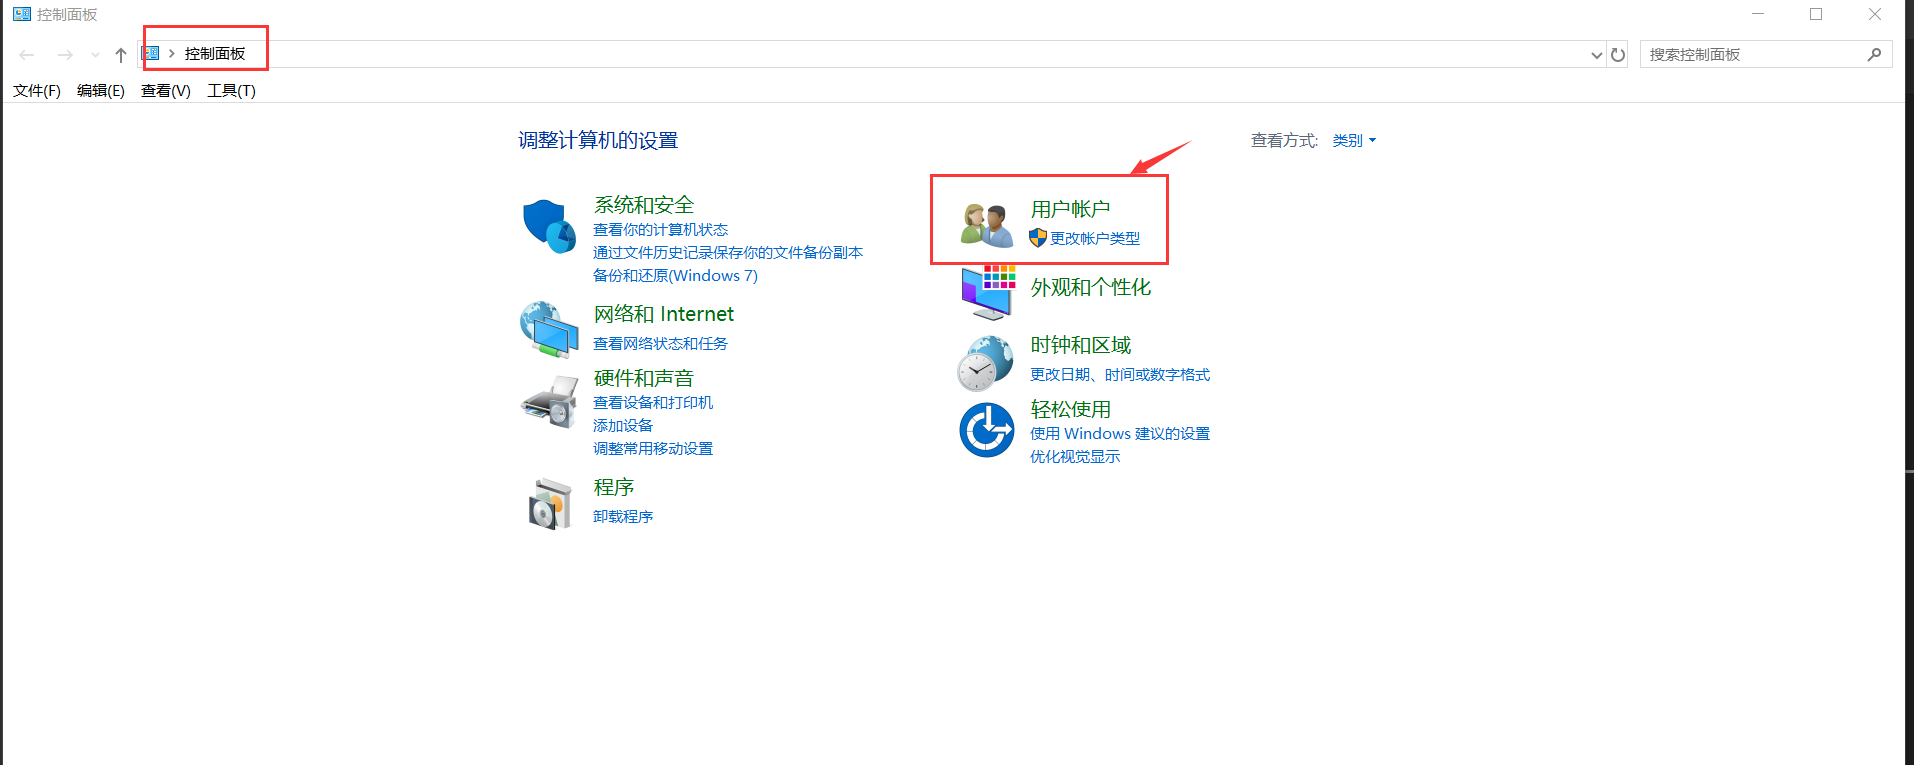 控制面板
控制面板
搜索控制面板
文件(F) 编辑(E) 查看(V) 工具(T)
调整计算机的设置
查看方式: 类别
系统和安全
查看你的计算机状态
通过文件历史记录保存你的文件备份副本
备份和还原(Windows 7)
网络和 Internet
查看网络状态和任务
硬件和声音
查看设备和打印机
添加设备
调整常用移动设置
程序
卸载程序
用户帐户
更改帐户类型
外观和个性化
时钟和区域
更改日期、时间或数字格式
轻松使用
使用 Windows 建议的设置
优化视觉显示